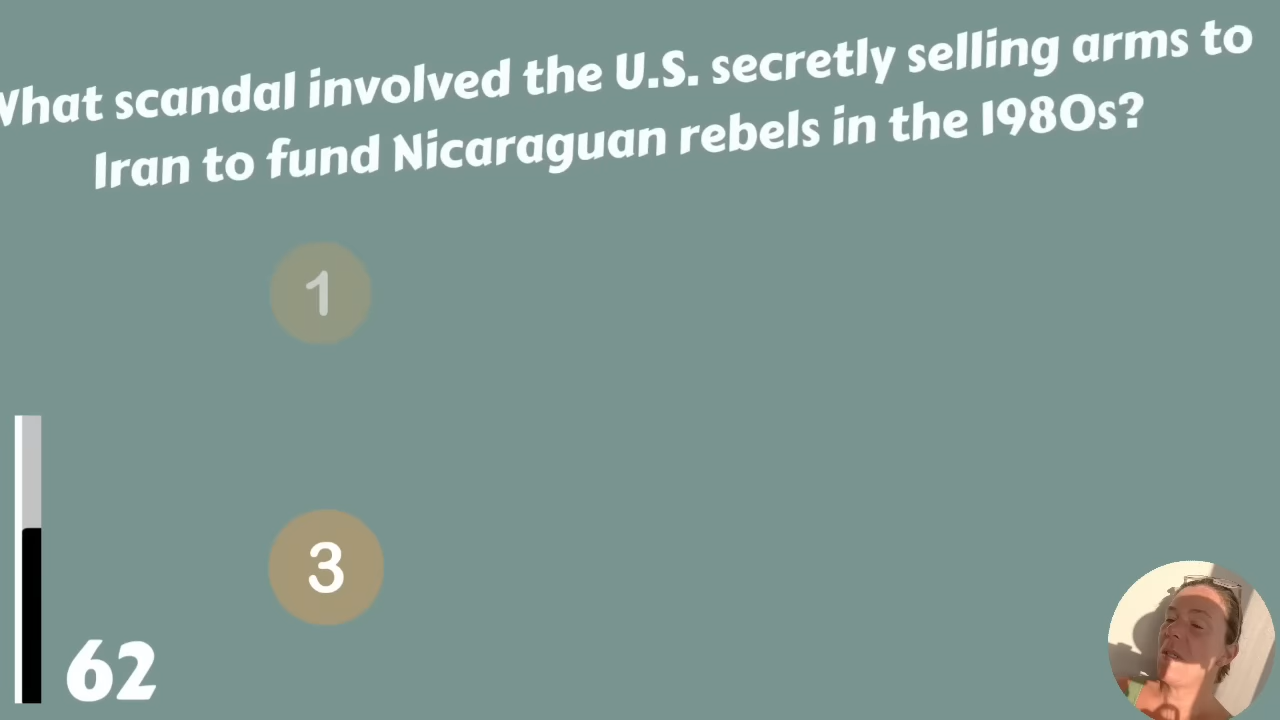 What scandal involved the U.S. secretly selling arms to
Iran to fund Nicaraguan rebels in the 1980s?
1
3
62